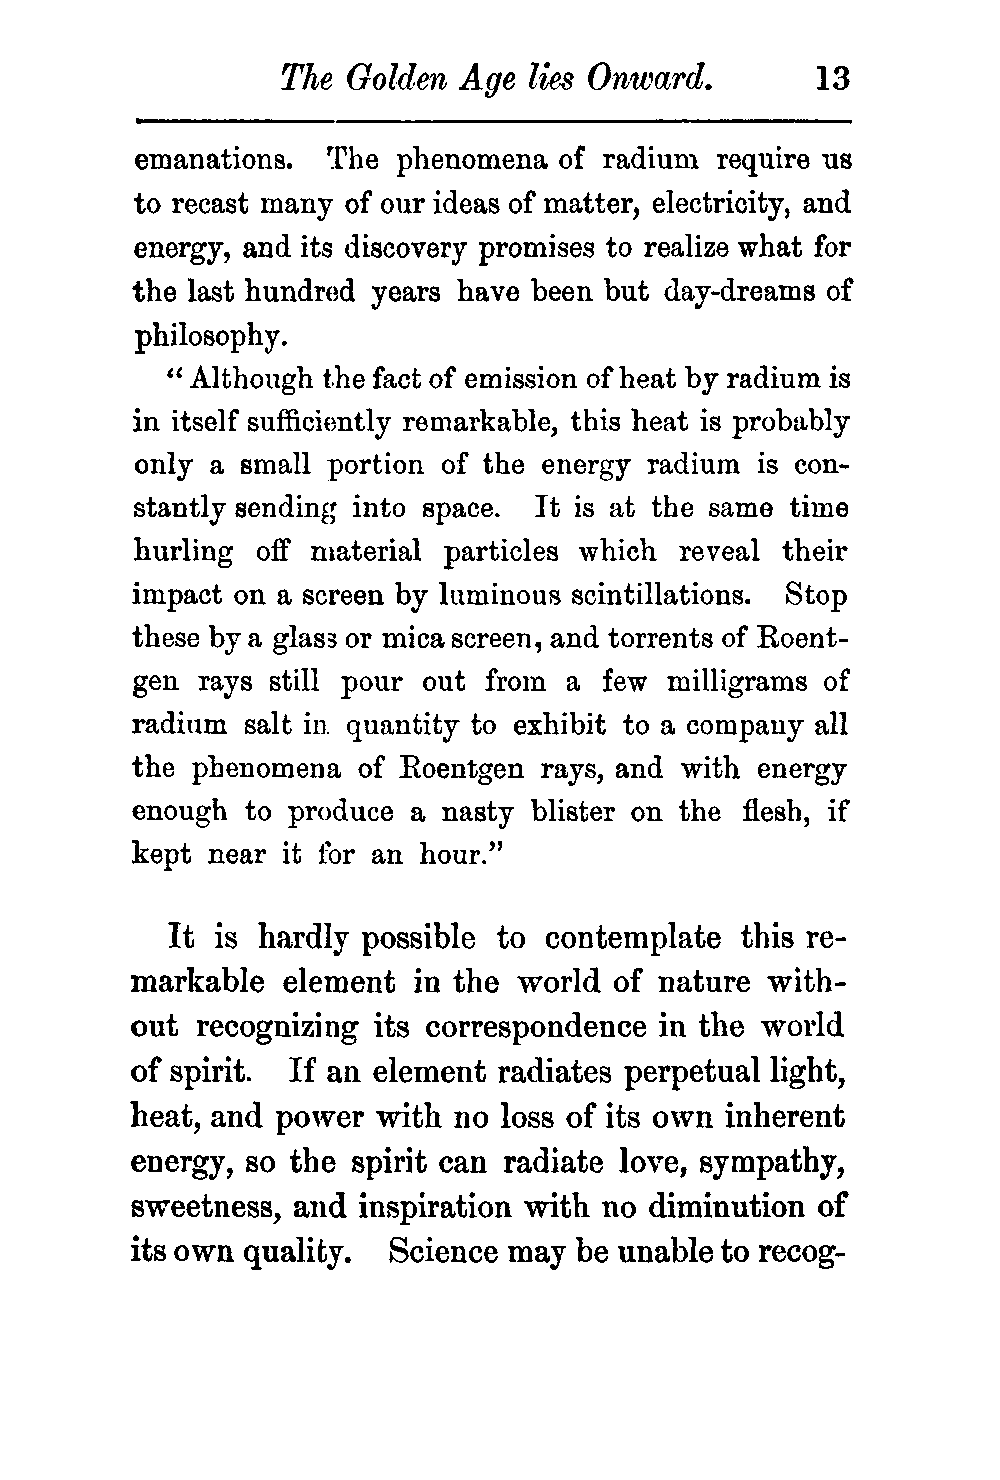 The Golden Age lies Onward. 13
emanations. The phenomena of radium require us
to recast many of our ideas of matter, electricity, and
energy, and its discovery promises to realize what for
the last hundred years have been but day-dreams of
philosophy.
“Although the fact of emission of heat by radium is
in itself sufficiently remarkable, this heat is probably
only a small portion of the energy radium is con-
stantly sending into space. It is at the same time
hurling off material particles which reveal their
impact on a screen by luminous scintillations. Stop
these by a glass or mica screen, and torrents of Roent-
gen rays still pour out from a few milligrams of
radium salt in quantity to exhibit to a company all
the phenomena of Roentgen rays, and with energy
enough to produce a nasty blister on the flesh, if
kept near it for an hour.”
It is hardly possible to contemplate this re-
markable element in the world of nature with-
out recognizing its correspondence in the world
of spirit. If an element radiates perpetual light,
heat, and power with no loss of its own inherent
energy, so the spirit can radiate love, sympathy,
sweetness, and inspiration with no diminution of
its own quality. Science may be unable to recog-